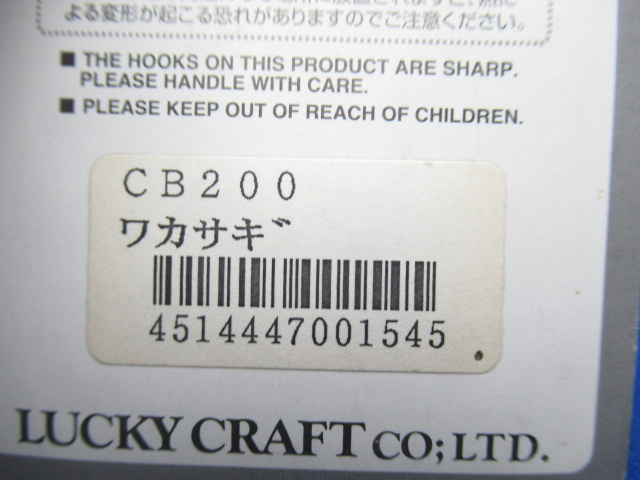 よる変形が起こる恐れがありますのでご注意ください。
■ THE HOOKS ON THIS PRODUCT ARE SHARP.
PLEASE HANDLE WITH CARE.
■ PLEASE KEEP OUT OF REACH OF CHILDREN.
CB200
ワカサギ
4514447001545
LUCKY CRAFT CO;LTD.